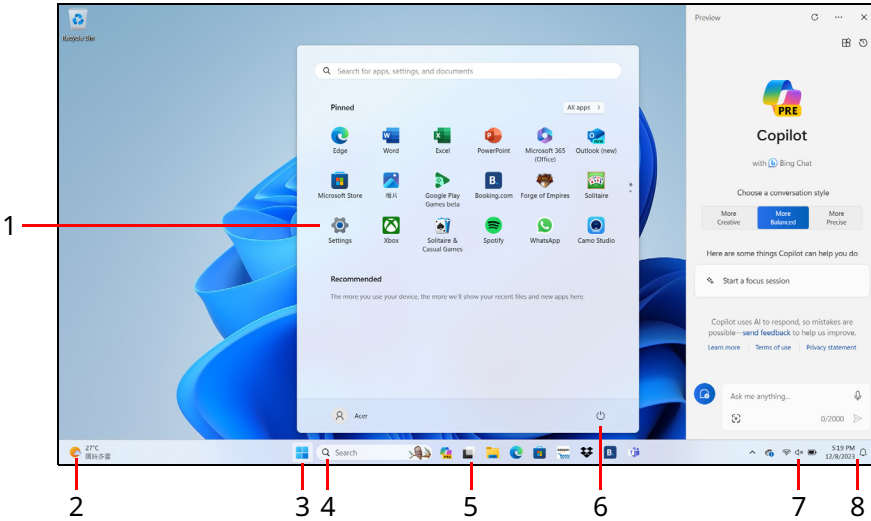 Recycle Bin
Search for apps, settings, and documents
Pinned
All apps >
Edge
Word
Excel
PowerPoint
Microsoft 365
(Office)
Outlook (new)
Microsoft Store
相片
Google Play
Games beta
Booking.com
Forge of Empires
Solitaire
Settings
Xbox
Solitaire &
Casual Games
Spotify
WhatsApp
Camo Studio
Recommended
The more you use your device, the more we'll show your recent files and new apps here.
Acer
Preview
PRE
Copilot
with b Bing Chat
Choose a conversation style
More
Creative
More
Balanced
More
Precise
Here are some things Copilot can help you do
Start a focus session
Copilot uses AI to respond, so mistakes are
possible—send feedback to help us improve.
Learn more
Terms of use
Privacy statement
Ask me anything...
0/2000
27°C
Search
B.
5:19 PM
12/8/2023
1
2
3
4
5
6
7
8